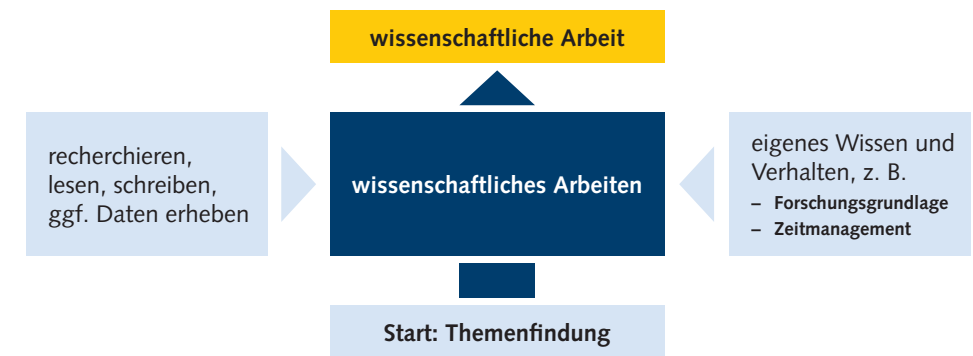 wissenschaftliche Arbeit
recherchieren,
lesen, schreiben,
ggf. Daten erheben
wissenschaftliches Arbeiten
eigenes Wissen und
Verhalten, z. B.
– Forschungsgrundlage
– Zeitmanagement
Start: Themenfindung